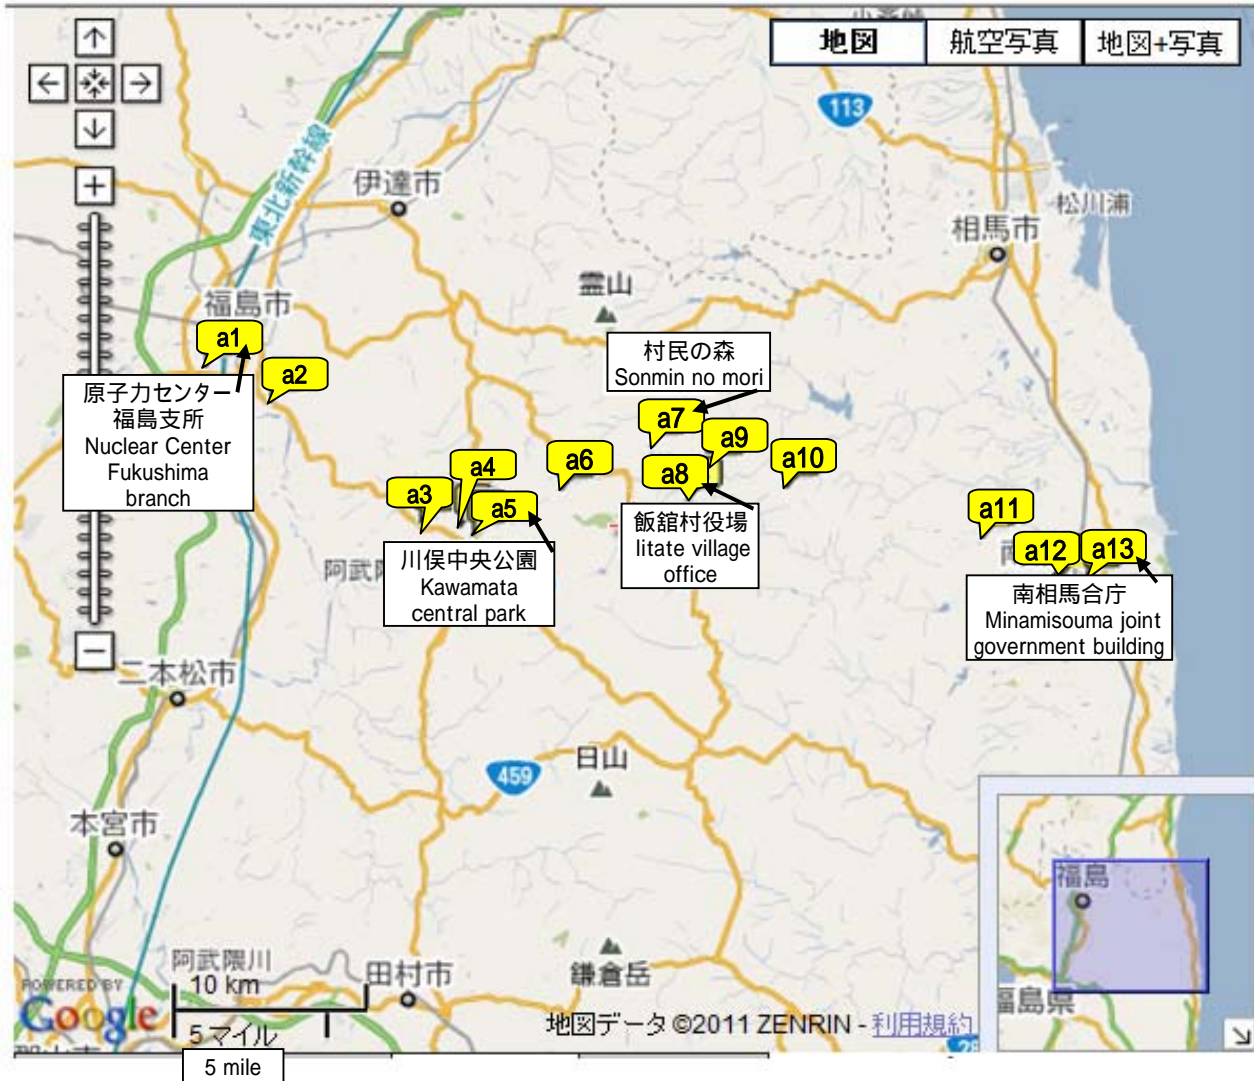 地図
航空写真
地図+写真
113
東北新幹線
伊達市
松川浦
相馬市
福島市
霊山
a1
a2
村民の森
Sonmin no mori
原子力センター
福島支所
Nuclear Center
Fukushima
branch
a7
a9
a4
a6
a8
a10
a3
a5
a11
川俣中央公園
Kawamata
central park
飯舘村役場
Iitate village
office
a12
a13
南相馬合庁
Minamisouma joint
government building
二本松市
日山
459
本宮市
福島
阿武隈川
10 km
田村市
鎌倉岳
福島県
POWERED BY
Google
5 マイル
地図データ ©2011 ZENRIN - 利用規約
5 mile